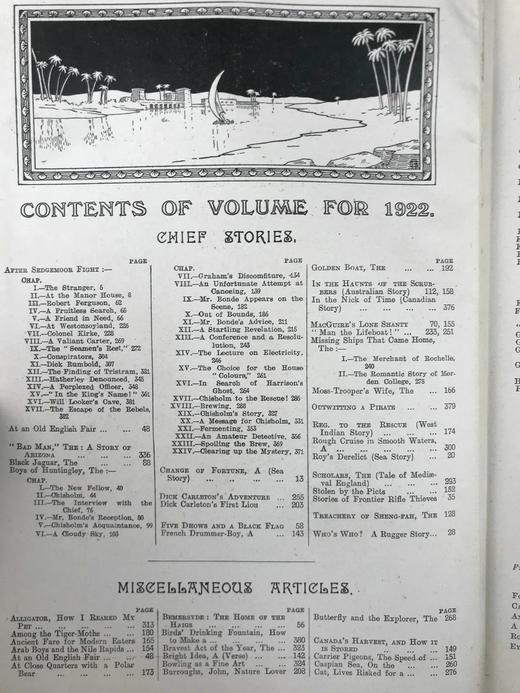 CONTENTS OF VOLUME FOR 1922.
CHIEF STORIES.
PAGE
AFTER SEDGEMOOR FIGHT :—
CHAP.
I.—The Stranger, 5
II.—At the Manor House, 8
III.—Robert Ferguson, 62
IV.—A Fruitless Search, 65
V.—A Friend in Need, 66
VI.—At Westonzoyland, 226
VII.—Colonel Kirke, 228
VIII.—A Valiant Carter, 269
IX.—The "Seamen's Rest," 272
X.—Conspirators, 304
XI.—Dick Rumbold, 307
XII.—The Finding of Tristram, 331
XIII.—Hatherley Denounced, 345
XIV.—A Perplexed Officer, 361
XV.—"In the King's Name!" 361
XVI.—Will Looker's Cave, 381
XVII.—The Escape of the Rebels, 382
At an Old English Fair ... ... 48
"BAD MAN," THE : A STORY OF
ARIZONA ... ... ... 336
Black Jaguar, The ... ... 88
Boys of Huntingley, The :—
CHAP.
I.—The New Fellow, 40
II.—Chisholm, 44
III.—The Interview with the
Chief, 76
IV.—Mr. Bonde's Reception, 80
V.—Chisholm's Acquaintance, 99
VI.—A Cloudy Sky, 105
PAGE
CHAP.
VII.—Graham's Discomfiture, 134
VIII.—An Unfortunate Attempt at
Canoeing, 139
IX.—Mr. Bonde Appears on the
Scene, 182
X.—Out of Bounds, 186
XI.—Mr. Bonde's Advice, 211
XII.—A Startling Revelation, 215
XIII.—A Conference and a Resolu-
tion, 243
XIV.—The Lecture on Electricity,
246
XV.—The Choice for the House
"Colours," 261
XVI.—In Search of Harrison's
Ghost, 264
XVII.—Chisholm to the Rescue! 286
XVIII.—Brewing, 288
XIX.—Chisholm's Story, 327
XX.—A Message for Chisholm, 331
XXI.—Fermenting, 353
XXII.—An Amateur Detective, 356
XXIII.—Spoiling the Brew, 369
XXIV.—Clearing up the Mystery, 371
CHANGE OF FORTUNE, A (Sea
Story) ... ... ... ... 13
DICK CARLETON'S ADVENTURE ... 255
Dick Carleton's First Lion ... 203
FIVE DHOWS AND A BLACK FLAG 58
French Drummer-Boy, A ... 143
PAGE
GOLDEN BOAT, THE ... ... 192
IN THE HAUNTS OF THE SCRUB-
BERS (Australian Story) 112, 158
In the Nick of Time (Canadian
Story) ... ... ... ... 376
MACGUIRE'S LONE SHANTY 70, 155
"Man the Lifeboat!" ... 233, 251
Missing Ships That Came Home,
The :—
I.—The Merchant of Rochelle,
240
II.—The Romantic Story of Mor-
den College, 278
Moss-Trooper's Wife, The ... 166
OUTWITTING A PIRATE ... 379
REG. TO THE RESCUE (West
Indian Story) ... ... ... 174
Rough Cruise in Smooth Waters,
A ... ... ... ... ... 300
Roy's Derelict (Sea Story) ... 20
SCHOLARS, THE (Tale of Mediæ-
val England) ... ... ... 293
Stolen by the Picts ... ... 152
Stories of Frontier Rifle Thieves 35
TREACHERY OF SHENG-PAH, THE 128
WHO'S WHO? A Rugger Story... 28
MISCELLANEOUS ARTICLES.
PAGE
ALLIGATOR, HOW I REARED MY
PET ... ... ... ... ... 313
Among the Tiger-Moths ... 180
Ancient Fare for Modern Eaters 165
Arab Boys and the Nile Rapids ... 154
At an Old English Fair ... ... 48
At Close Quarters with a Polar
Bear ... ... ... ... 173
PAGE
BEMERSYDE : THE HOME OF THE
HAIGS ... ... ... ... 56
Birds' Drinking Fountain, How
to Make a ... ... ... ... 380
Bravest Act of the Year, The ... 323
Bright Idea, A (Verse) ... ... 142
Bowling as a Fine Art ... ... 324
Burroughs, John, Nature Lover 208
PAGE
Butterfly and the Explorer, The 268
CANADA'S HARVEST, AND HOW IT
IS STORED ... ... ... 149
Carrier Pigeons, The Speed of ... 151
Caspian Sea, On the ... ... 260
Cat, Lives Risked for a ... ... 276